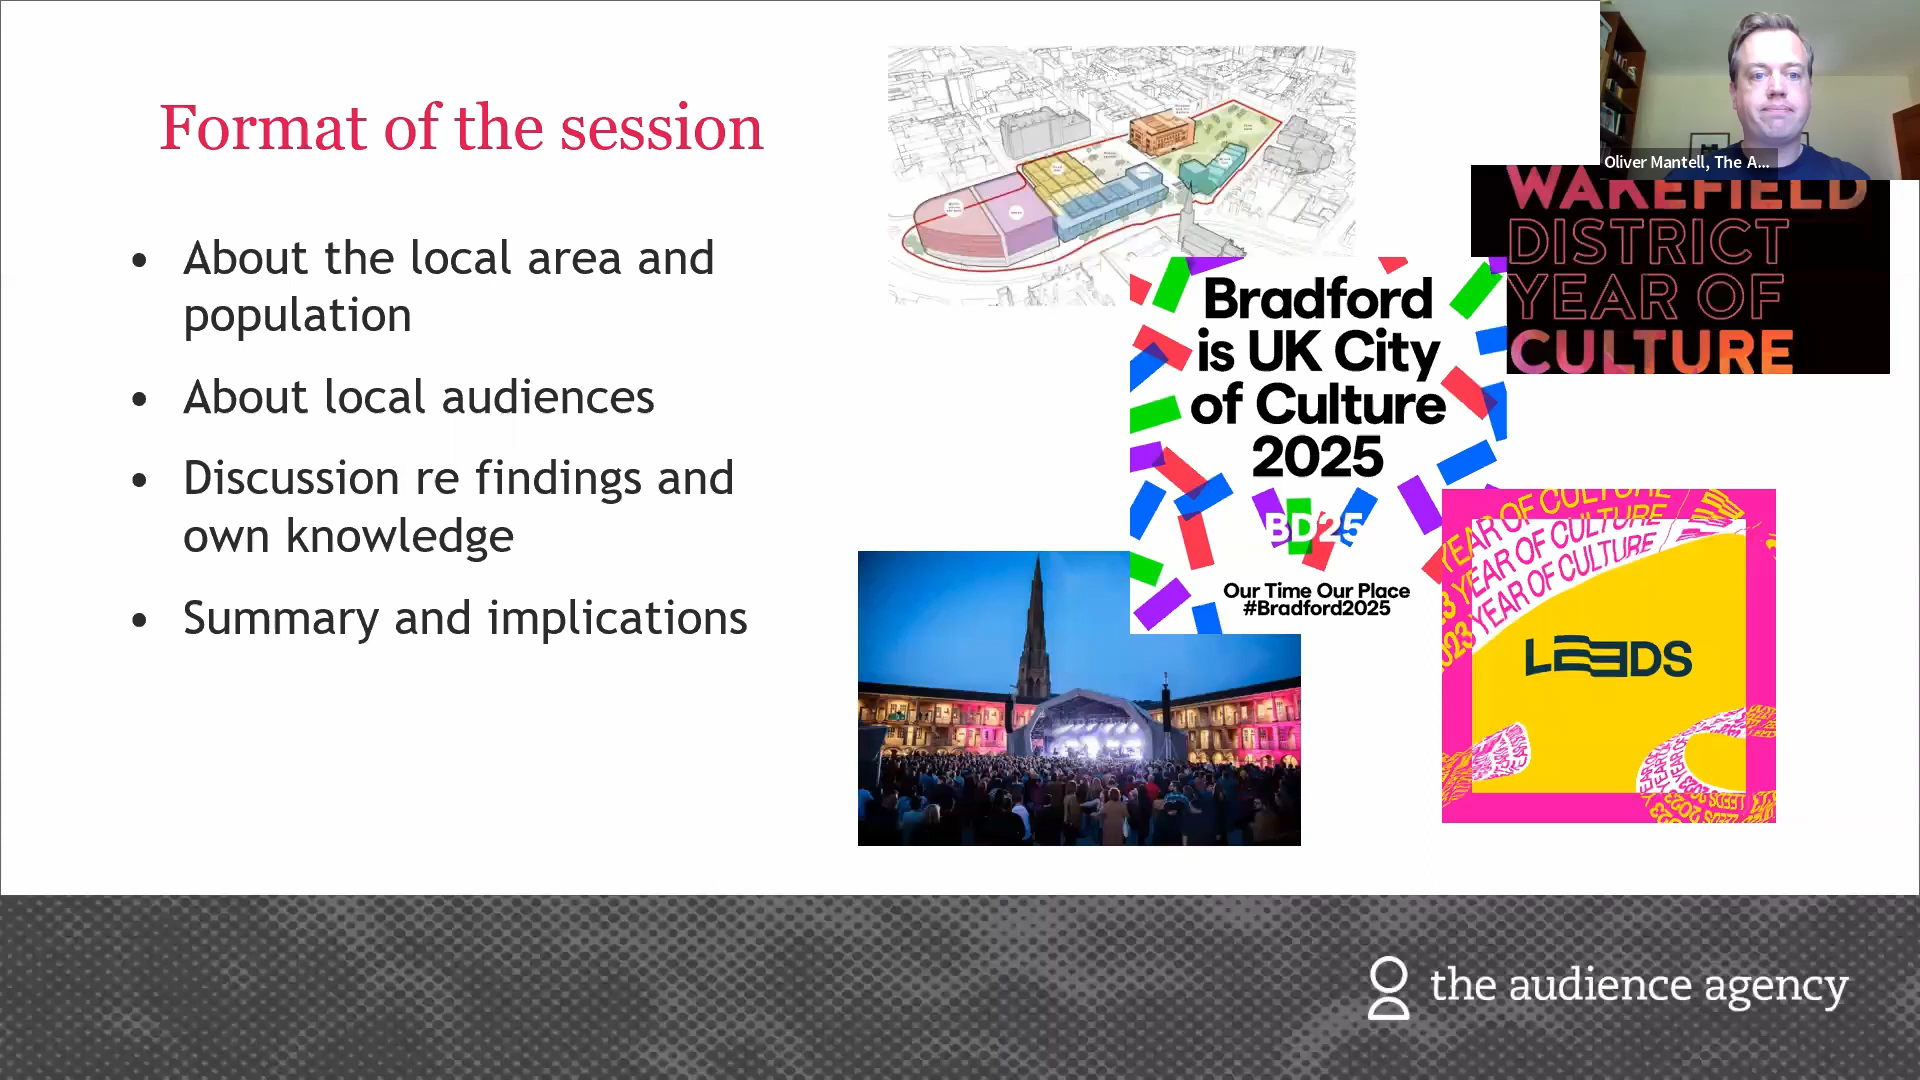 Format of the session
• About the local area and
population
• About local audiences
• Discussion re findings and
own knowledge
• Summary and implications
Oliver Mantell, The A...
WAKEFIELD
DISTRICT
YEAR OF
CULTURE
Bradford
is UK City
of Culture
2025
BD25
Our Time Our Place
#Bradford2025
YEAR OF CULTURE
YEAR OF CULTURE
YEAR OF CULTURE
LEEDS
the audience agency